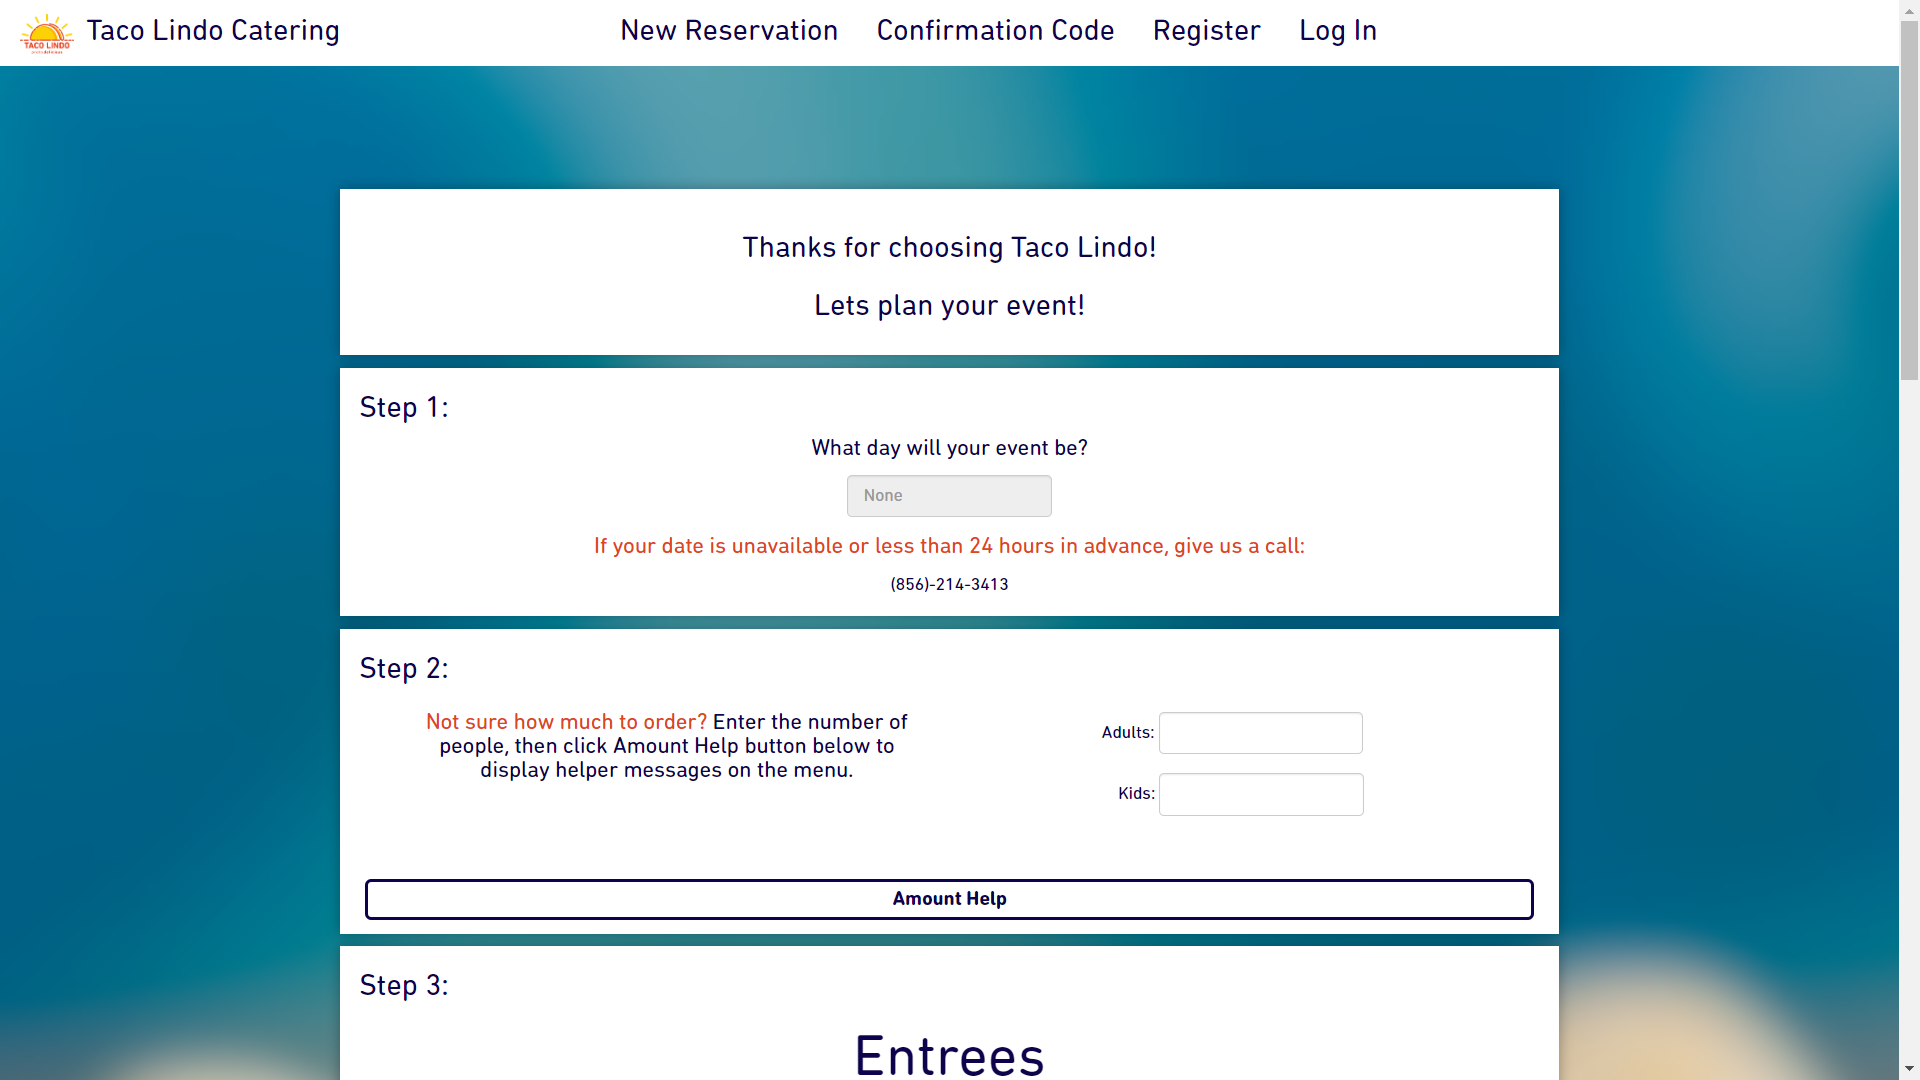 TACO LINDO
Taco Lindo Catering
New Reservation
Confirmation Code
Register
Log In
Thanks for choosing Taco Lindo!
Lets plan your event!
Step 1:
What day will your event be?
None
If your date is unavailable or less than 24 hours in advance, give us a call:
(856)-214-3413
Step 2:
Not sure how much to order? Enter the number of
people, then click Amount Help button below to
display helper messages on the menu.
Adults:
Kids:
Amount Help
Step 3:
Entrees